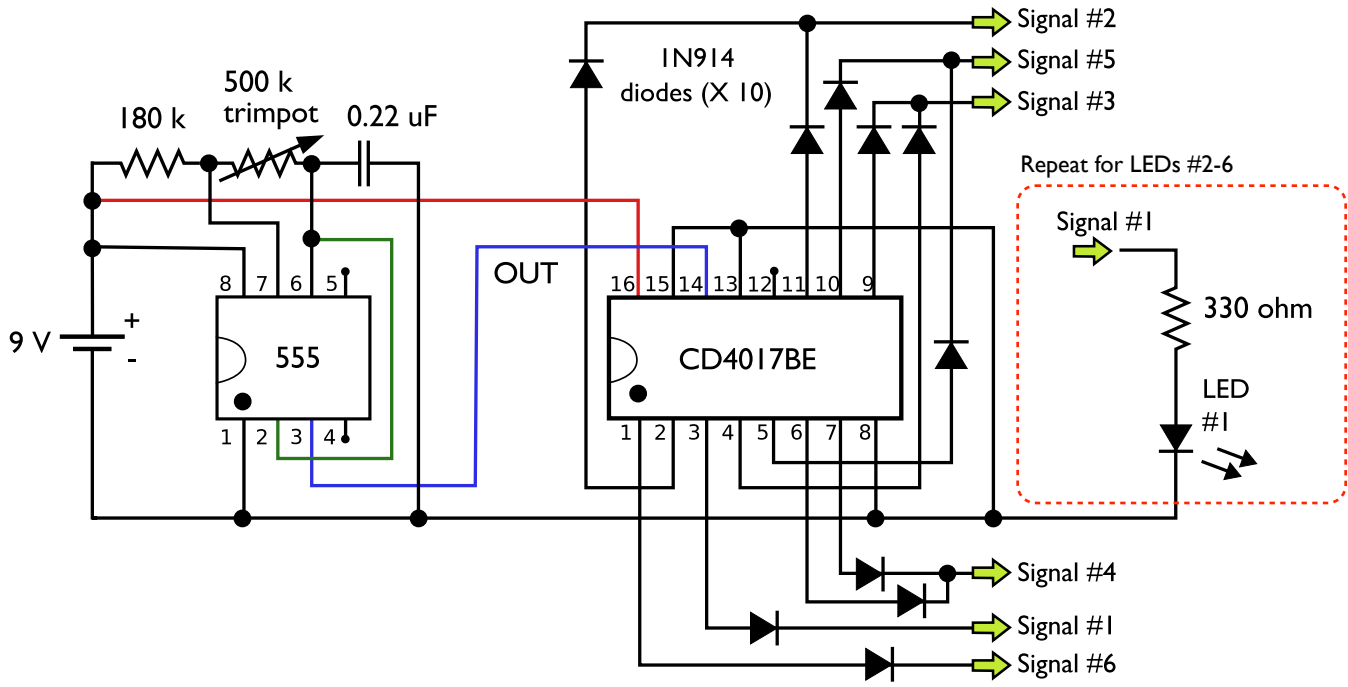 Signal #2
1N914
diodes (X 10)
Signal #5
500 k
trimpot
180 k
0.22 uF
Signal #3
Repeat for LEDs #2-6
Signal #1
OUT
8 7 6 5
16 15 14 13 12 11 10 9
330 ohm
9 V
+
-
555
CD4017BE
LED
#1
1 2 3 4
1 2 3 4 5 6 7 8
Signal #4
Signal #1
Signal #6